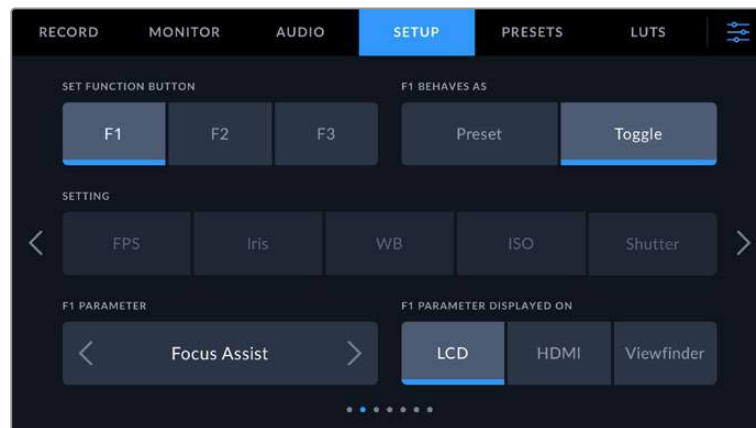 RECORD MONITOR AUDIO SETUP PRESETS LUTS
SET FUNCTION BUTTON F1 BEHAVES AS
F1 F2 F3 Preset Toggle
SETTING
FPS Iris WB ISO Shutter
F1 PARAMETER F1 PARAMETER DISPLAYED ON
Focus Assist LCD HDMI Viewfinder